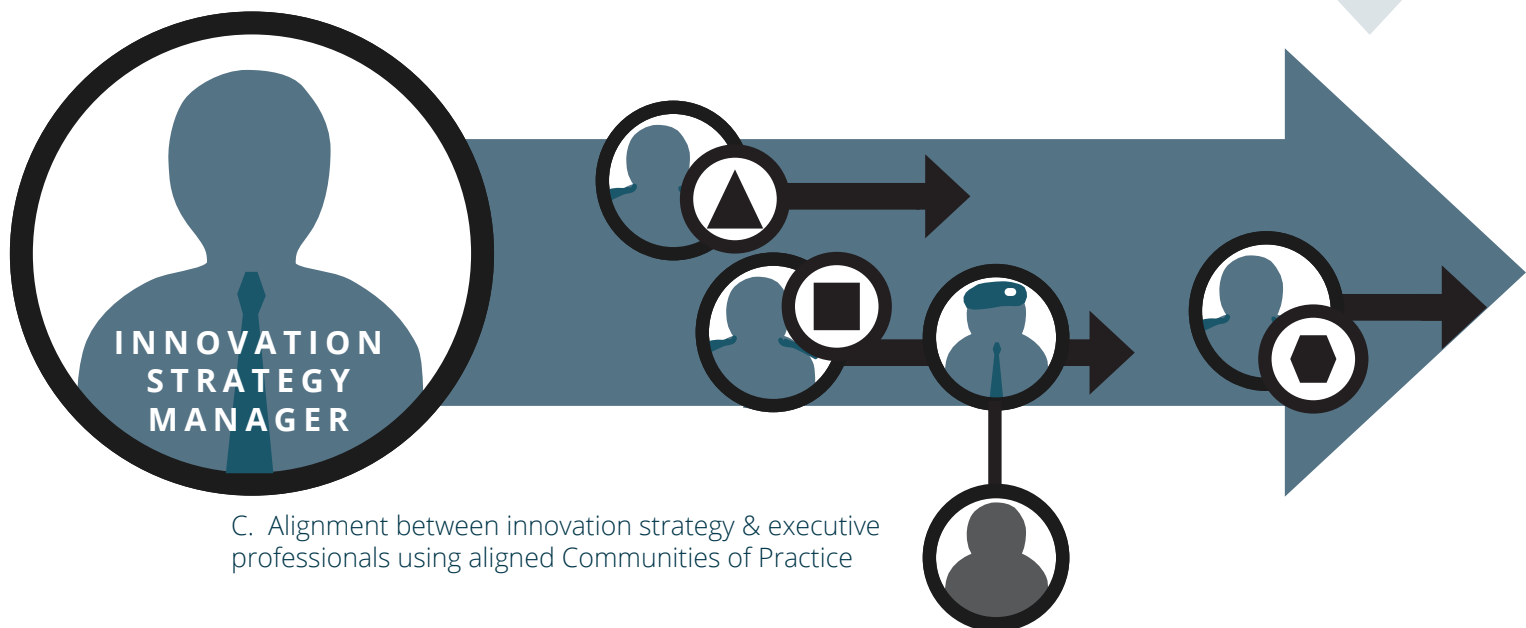 INNOVATION
STRATEGY
MANAGER
C. Alignment between innovation strategy & executive
professionals using aligned Communities of Practice